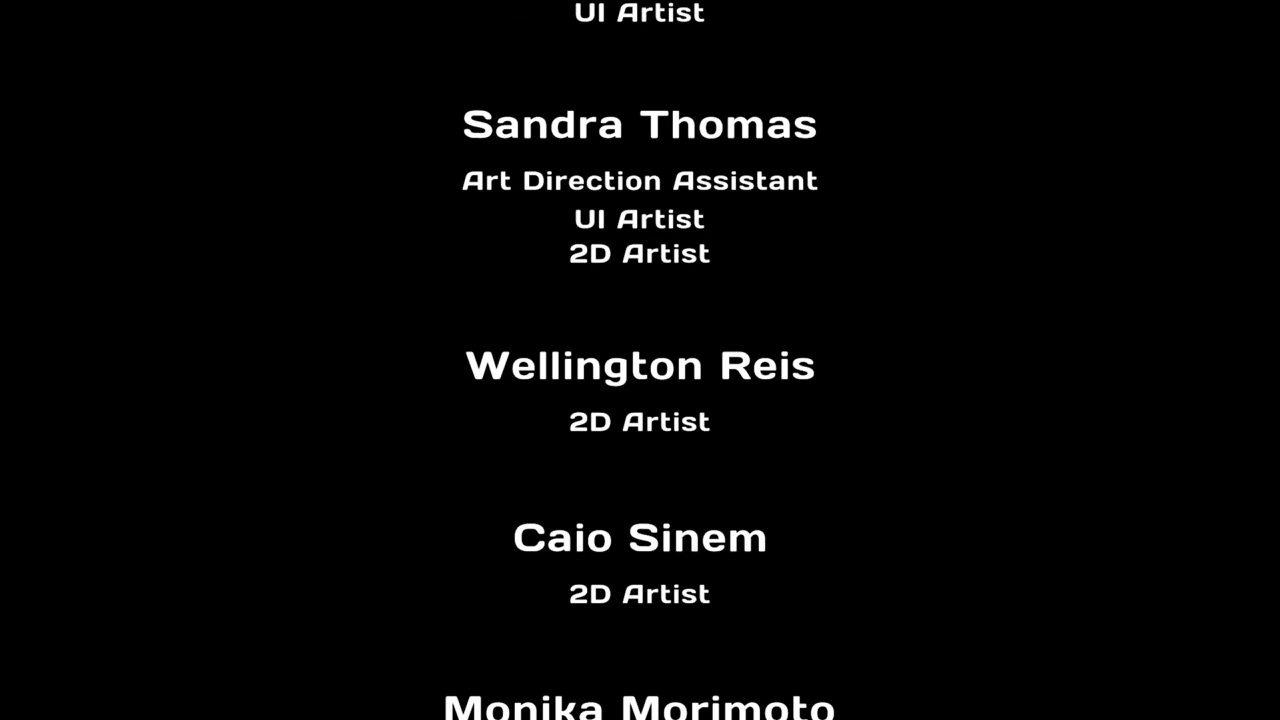 UI Artist
Sandra Thomas
Art Direction Assistant
UI Artist
2D Artist
Wellington Reis
2D Artist
Caio Sinem
2D Artist
Monika Morimoto